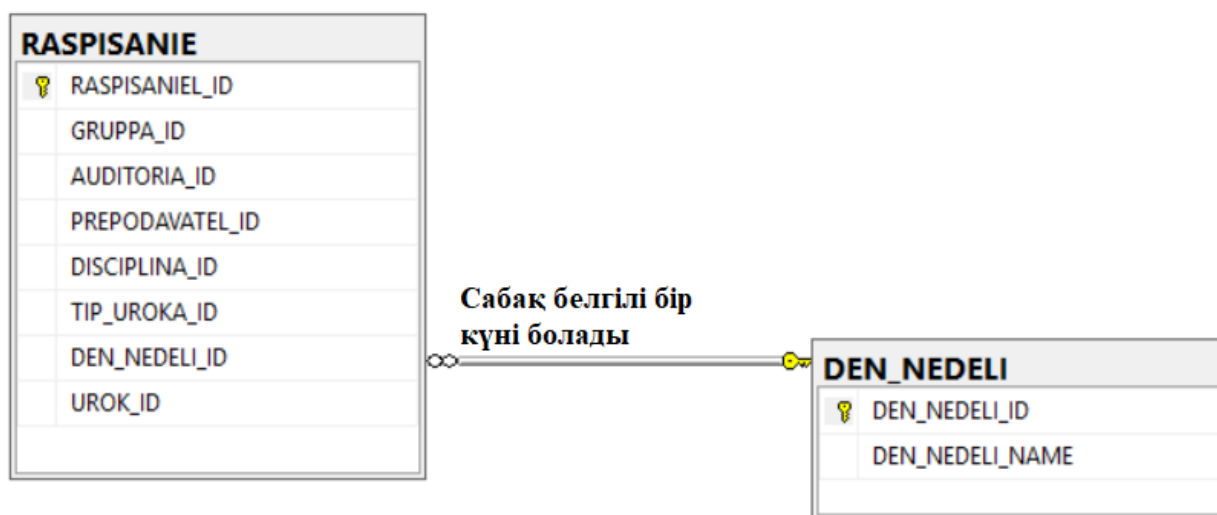 RASPISANIE
RASPISANIEL_ID
GRUPPA_ID
AUDITORIA_ID
PREPODAVATEL_ID
DISCIPLINA_ID
TIP_UROKA_ID
DEN_NEDELI_ID
UROK_ID
Сабақ белгілі бір
күні болады
DEN_NEDELI
DEN_NEDELI_ID
DEN_NEDELI_NAME